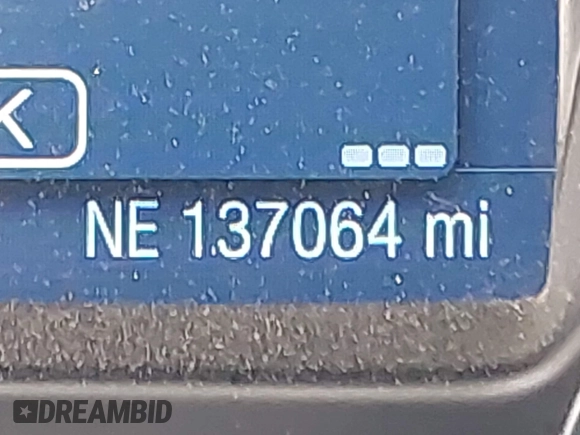 K
NE 137064 mi
DREAMBID